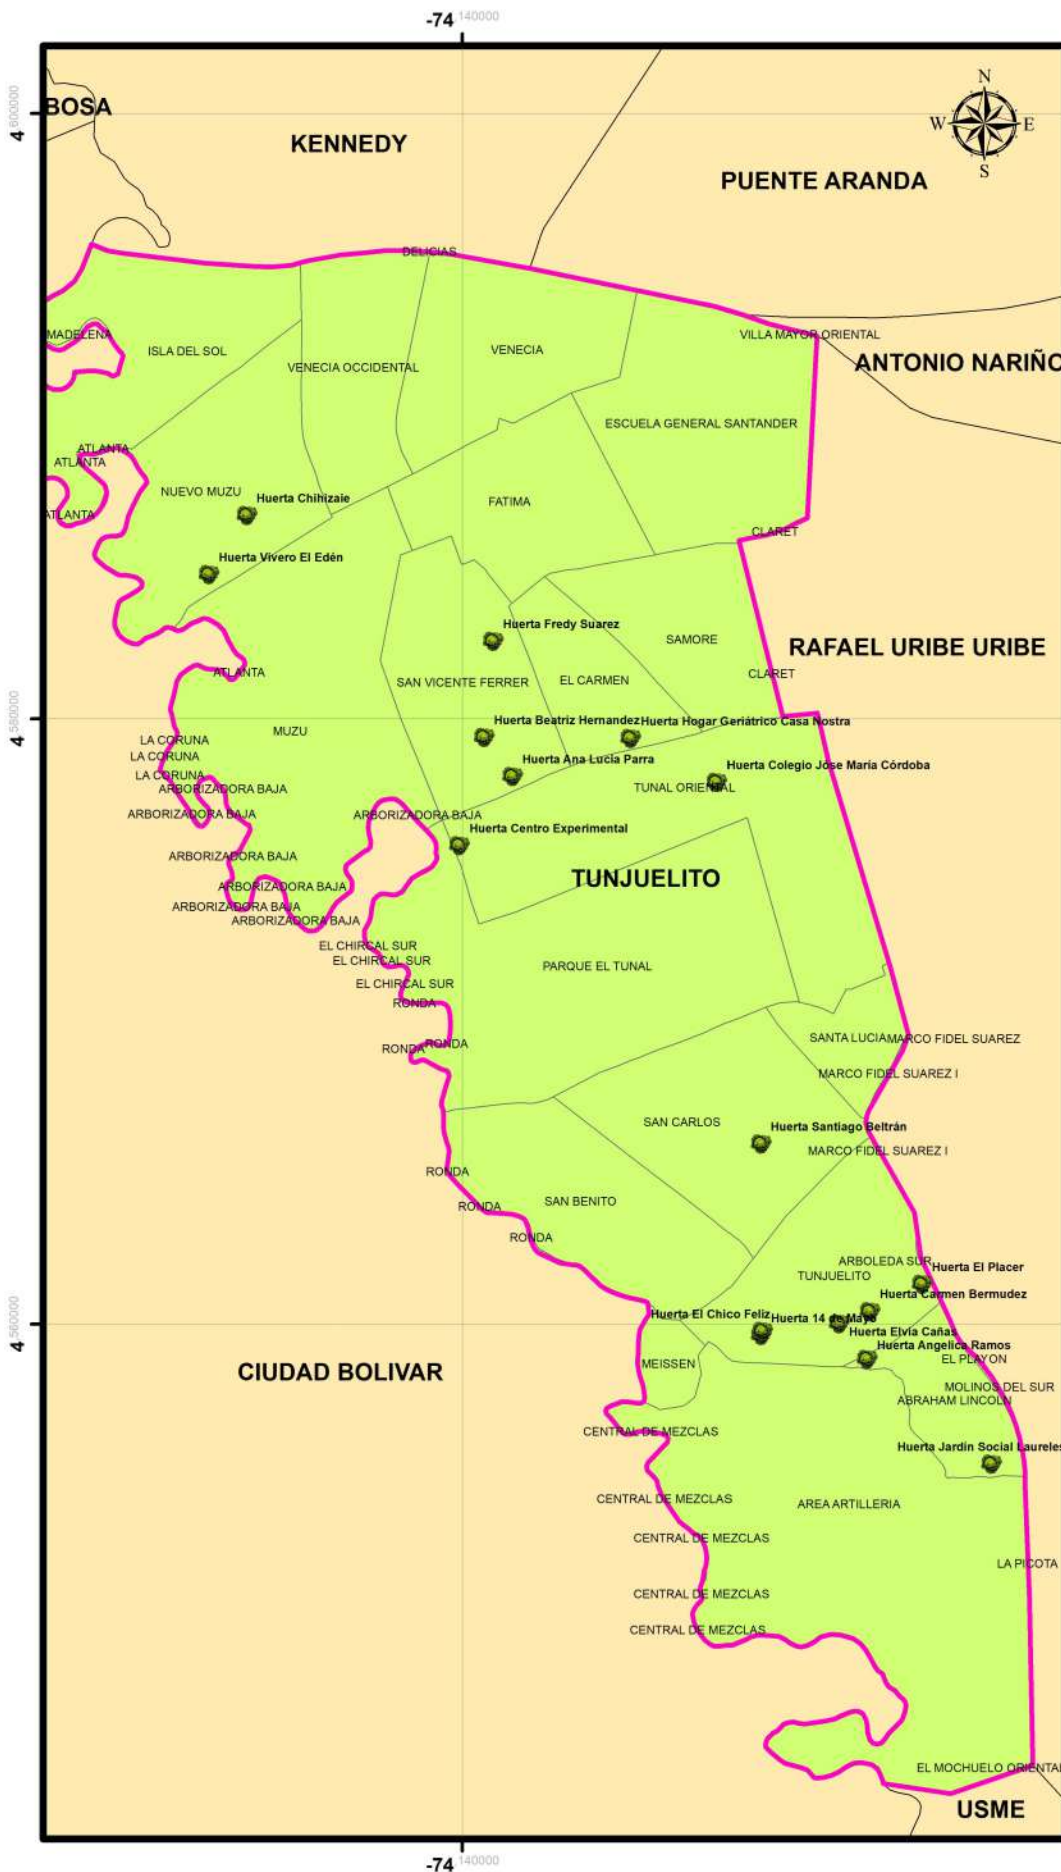 -74,140000
4,600000
BOSA
KENNEDY
N
W
E
S
PUENTE ARANDA
DELICIAS
MADELENA
ISLA DEL SOL
VENECIA OCCIDENTAL
VENECIA
VILLA MAYOR ORIENTAL
ANTONIO NARIÑO
ESCUELA GENERAL SANTANDER
ATLANTA
ATLANTA
ATLANTA
NUEVO MUZU
Huerta Chihizaie
FATIMA
CLARET
Huerta Vivero El Edén
Huerta Fredy Suarez
SAMORE
RAFAEL URIBE URIBE
ATLANTA
SAN VICENTE FERRER
EL CARMEN
CLARET
4,580000
Huerta Beatriz Hernandez
Huerta Hogar Geriátrico Casa Nostra
MUZU
LA CORUNA
LA CORUNA
LA CORUNA
Huerta Ana Lucia Parra
Huerta Colegio Jose María Córdoba
TUNAL ORIENTAL
ARBORIZADORA BAJA
ARBORIZADORA BAJA
ARBORIZADORA BAJA
Huerta Centro Experimental
ARBORIZADORA BAJA
TUNJUELITO
ARBORIZADORA BAJA
ARBORIZADORA BAJA
ARBORIZADORA BAJA
EL CHIRCAL SUR
EL CHIRCAL SUR
PARQUE EL TUNAL
EL CHIRCAL SUR
RONDA
RONDA
RONDA
SANTA LUCIA
MARCO FIDEL SUAREZ
MARCO FIDEL SUAREZ I
SAN CARLOS
Huerta Santiago Beltrán
MARCO FIDEL SUAREZ I
RONDA
SAN BENITO
RONDA
RONDA
ARBOLEDA SUR
Huerta El Placer
TUNJUELITO
Huerta Carmen Bermudez
4,560000
Huerta El Chico Feliz
Huerta 14 de Mayo
Huerta Elvia Cañas
Huerta Angelica Ramos
MEISSEN
EL PLAYON
CIUDAD BOLIVAR
MOLINOS DEL SUR
ABRAHAM LINCOLN
CENTRAL DE MEZCLAS
Huerta Jardin Social Laureles
CENTRAL DE MEZCLAS
AREA ARTILLERIA
CENTRAL DE MEZCLAS
LA PICOTA
CENTRAL DE MEZCLAS
CENTRAL DE MEZCLAS
EL MOCHUELO ORIENTAL
USME
-74,140000